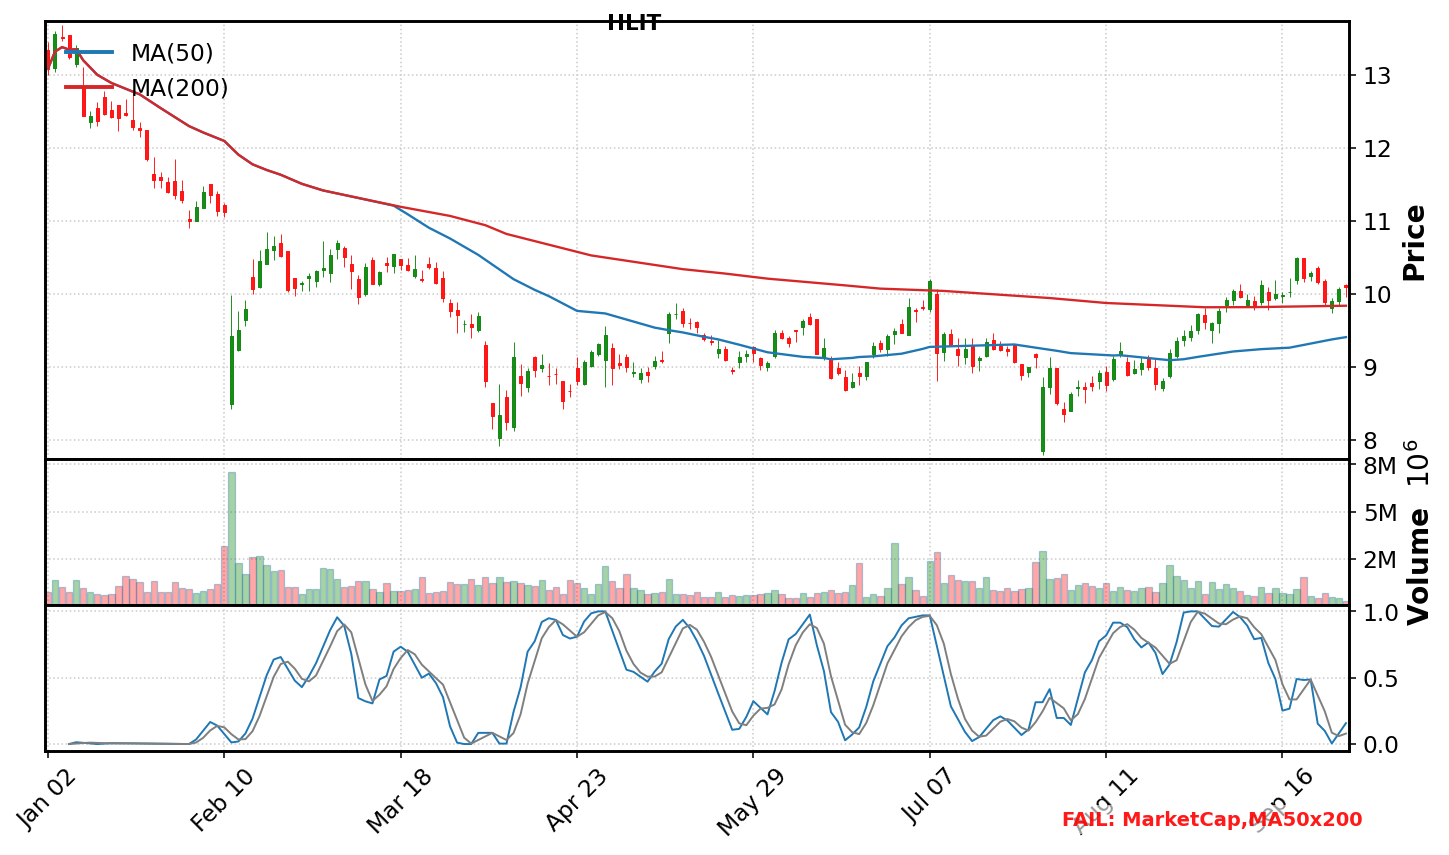 HLIT
MA(50)
MA(200)
13
12
11
10
9
8
Price
8M
5M
2M
Volume 10^6
1.0
0.5
0.0
Jan 02
Feb 10
Mar 18
Apr 23
May 29
Jul 07
Aug 11
Sep 16
FAIL: MarketCap,MA50x200